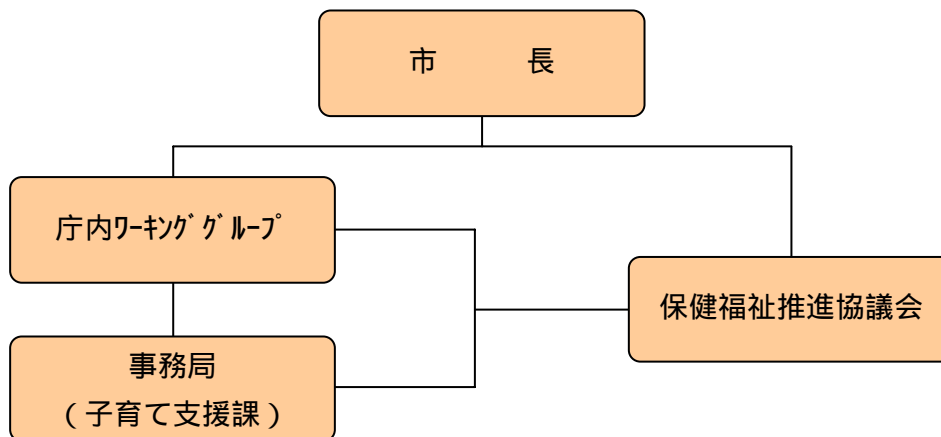 市　　　長
庁内ﾜｰｷﾝｸﾞｸﾞﾙｰﾌﾟ
保健福祉推進協議会
事務局
（子育て支援課）